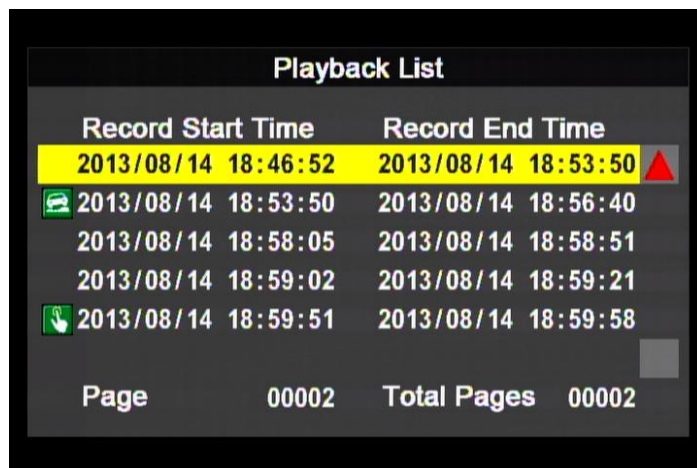 Playback List
Record Start Time Record End Time
2013/08/14 18:46:52 2013/08/14 18:53:50
2013/08/14 18:53:50 2013/08/14 18:56:40
2013/08/14 18:58:05 2013/08/14 18:58:51
2013/08/14 18:59:02 2013/08/14 18:59:21
2013/08/14 18:59:51 2013/08/14 18:59:58
Page 00002 Total Pages 00002